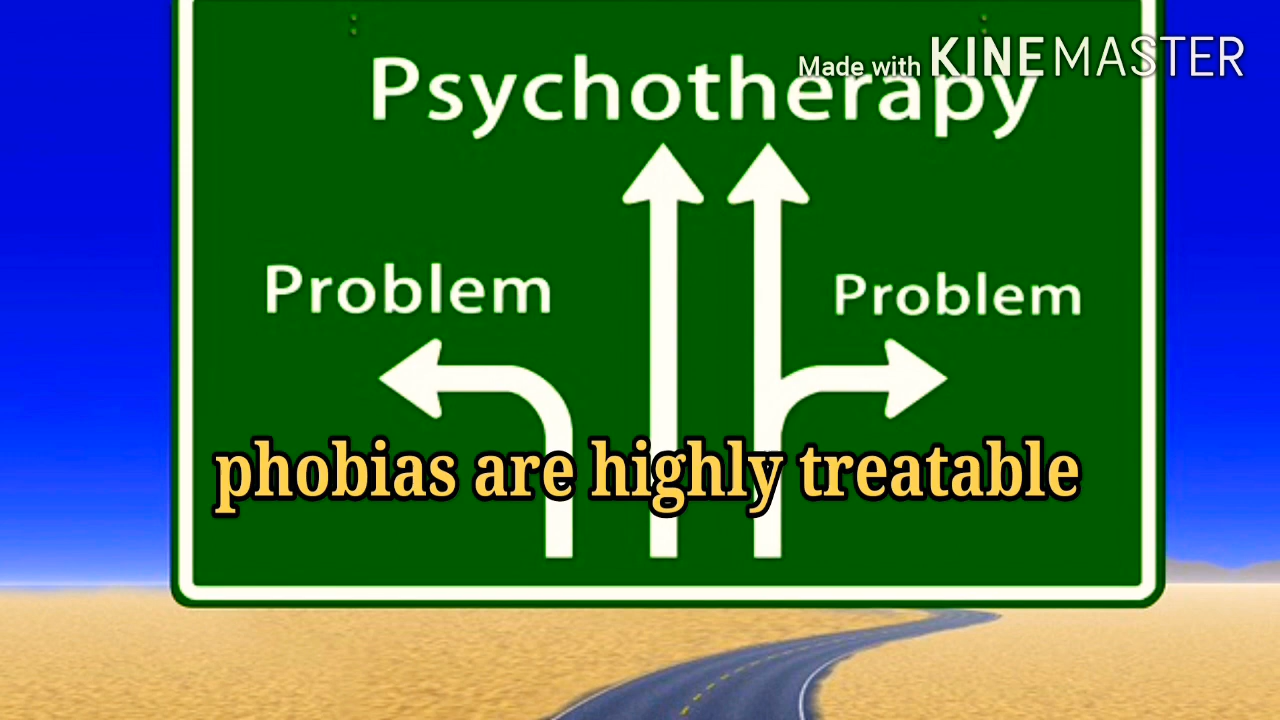 Made with KINEMASTER
Psychotherapy
Problem
Problem
phobias are highly treatable